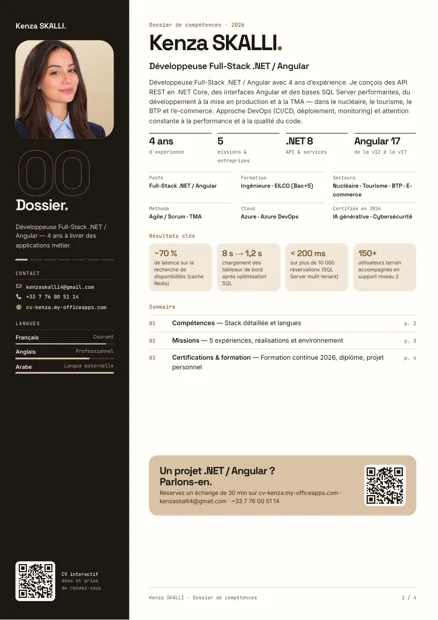 Kenza SKALLI.
00
Dossier.
Développeuse Full-Stack .NET /
Angular — 4 ans à livrer des
applications métier.
CONTACT
kenzaskalli4@gmail.com
+33 7 76 00 51 14
cv-kenza.my-officeapps.com
LANGUES
Français Courant
Anglais Professionnel
Arabe Langue maternelle
CV interactif
démo et prise
de rendez-vous
Dossier de compétences · 2026
Kenza SKALLI.
Développeuse Full-Stack .NET / Angular
Développeuse Full-Stack .NET / Angular avec 4 ans d'expérience. Je conçois des API
REST en .NET Core, des interfaces Angular et des bases SQL Server performantes, du
développement à la mise en production et à la TMA — dans le nucléaire, le tourisme, le
BTP et l'e-commerce. Approche DevOps (CI/CD, déploiement, monitoring) et attention
constante à la performance et à la qualité du code.
4 ans
d'expérience
5
missions &
entreprises
.NET 8
API & services
Angular 17
de la v12 à la v17
Poste
Full-Stack .NET / Angular
Formation
Ingénieure · EILCO (Bac+5)
Secteurs
Nucléaire · Tourisme · BTP · E-
commerce
Méthode
Agile / Scrum · TMA
Cloud
Azure · Azure DevOps
Certifiée en 2026
IA générative · Cybersécurité
Résultats clés
−70 %
de latence sur la
recherche de
disponibilités (cache
Redis)
8 s → 1,2 s
chargement des
tableaux de bord
après optimisation
SQL
< 200 ms
sur plus de 10 000
réservations (SQL
Server multi-tenant)
150+
utilisateurs terrain
accompagnés en
support niveau 2
Sommaire
01 Compétences — Stack détaillée et langues p. 2
02 Missions — 5 expériences, réalisations et environnement p. 3
03 Certifications & formation — Formation continue 2026, diplôme, projet p. 4
personnel
Un projet .NET / Angular ?
Parlons-en.
Réservez un échange de 30 min sur cv-kenza.my-officeapps.com ·
kenzaskalli4@gmail.com · +33 7 76 00 51 14
Kenza SKALLI · Dossier de compétences 1 / 4